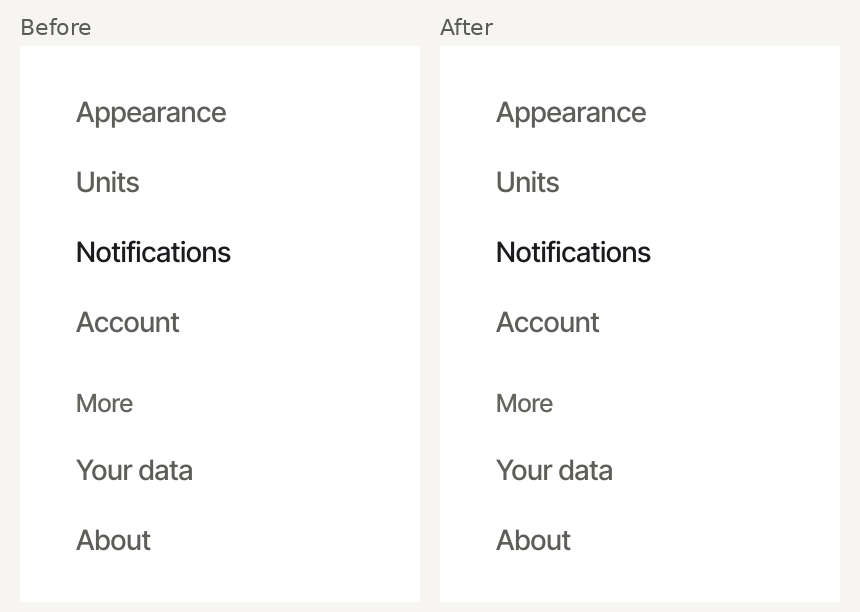 Before
Appearance
Units
Notifications
Account
More
Your data
About
After
Appearance
Units
Notifications
Account
More
Your data
About